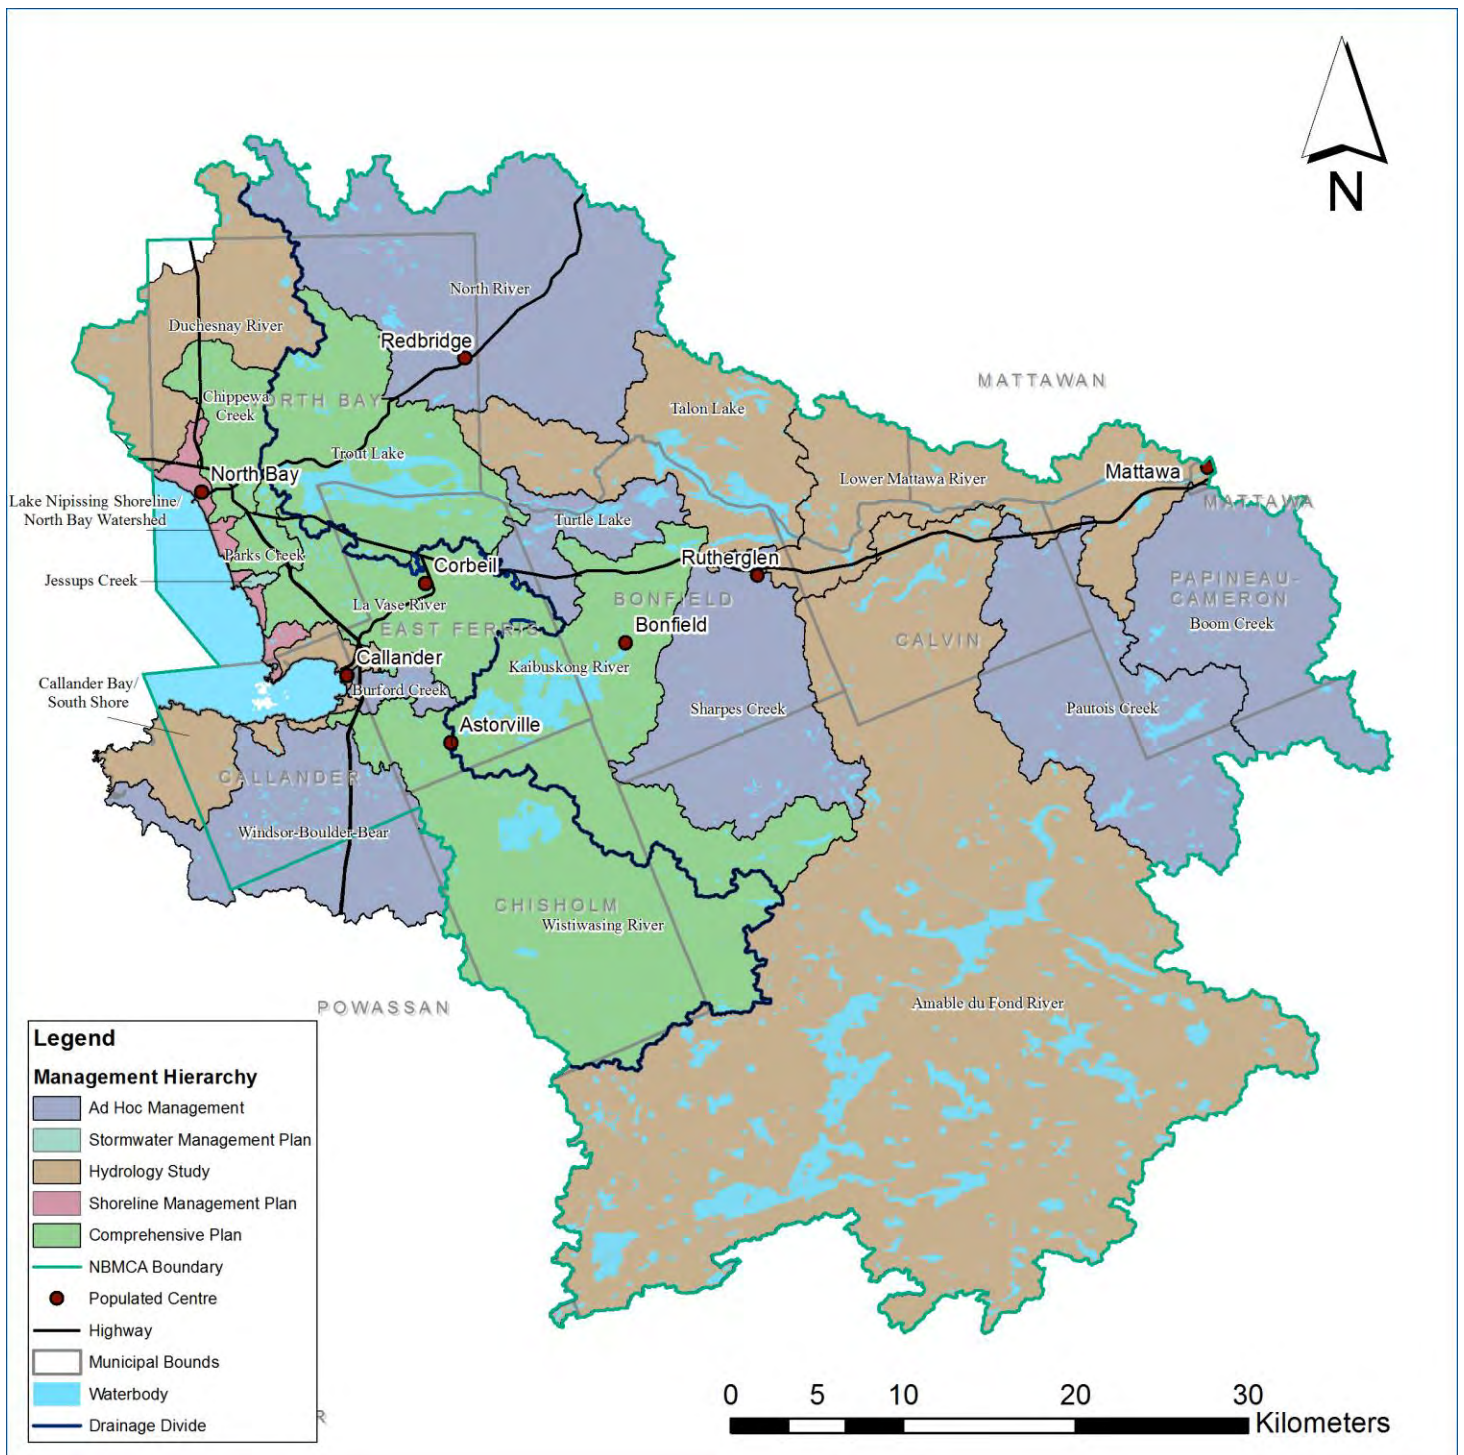 N
North River
Redbridge
Duchesnay River
MATTAWAN
Chippewa
Creek
NORTH BAY
Talon Lake
Trout Lake
Lower Mattawa River
Mattawa
MATTAWA
North Bay
Lake Nipissing Shoreline/
North Bay Watershed
Turtle Lake
Parks Creek
Rutherglen
Corbeil
Jessups Creek
La Vase River
BONFIELD
PAPINEAU-
CAMERON
Boom Creek
EAST FERRIS
Bonfield
CALVIN
Callander
Kaibuskong River
Burford Creek
Callander Bay/
South Shore
Sharpes Creek
Pautois Creek
Astorville
CALLANDER
Windsor-Boulder-Bear
CHISHOLM
Wistiwasing River
Amable du Fond River
POWASSAN
Legend
Management Hierarchy
Ad Hoc Management
Stormwater Management Plan
Hydrology Study
Shoreline Management Plan
Comprehensive Plan
NBMCA Boundary
Populated Centre
Highway
Municipal Bounds
Waterbody
Drainage Divide
R
0 5 10 20 30
Kilometers